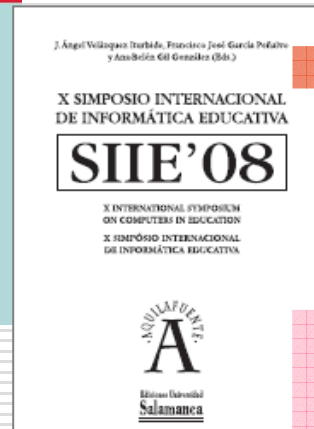 J. Ángel Velázquez Iturbide, Francisco José García Peñalvo
y Ana Belén Gil González (Eds.)
X SIMPOSIO INTERNACIONAL
DE INFORMÁTICA EDUCATIVA
SIIE’08
X INTERNATIONAL SYMPOSIUM
ON COMPUTERS IN EDUCATION
X SIMPÓSIO INTERNACIONAL
DE INFORMÁTICA EDUCATIVA
AQUILAFUENTE
A
Ediciones Universidad
Salamanca